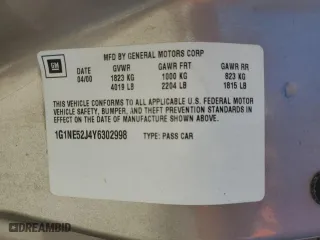 GM
MFD BY GENERAL MOTORS CORP
DATE GVWR GAWR FRT GAWR RR
04/00 1823 KG 1000 KG 823 KG
4019 LB 2204 LB 1815 LB
THIS VEHICLE CONFORMS TO ALL APPLICABLE U.S. FEDERAL MOTOR
VEHICLE SAFETY, BUMPER, AND THEFT PREVENTION STANDARDS IN
EFFECT ON THE DATE OF MANUFACTURE SHOWN ABOVE.
1G1NE52J4Y6302998 TYPE: PASS CAR